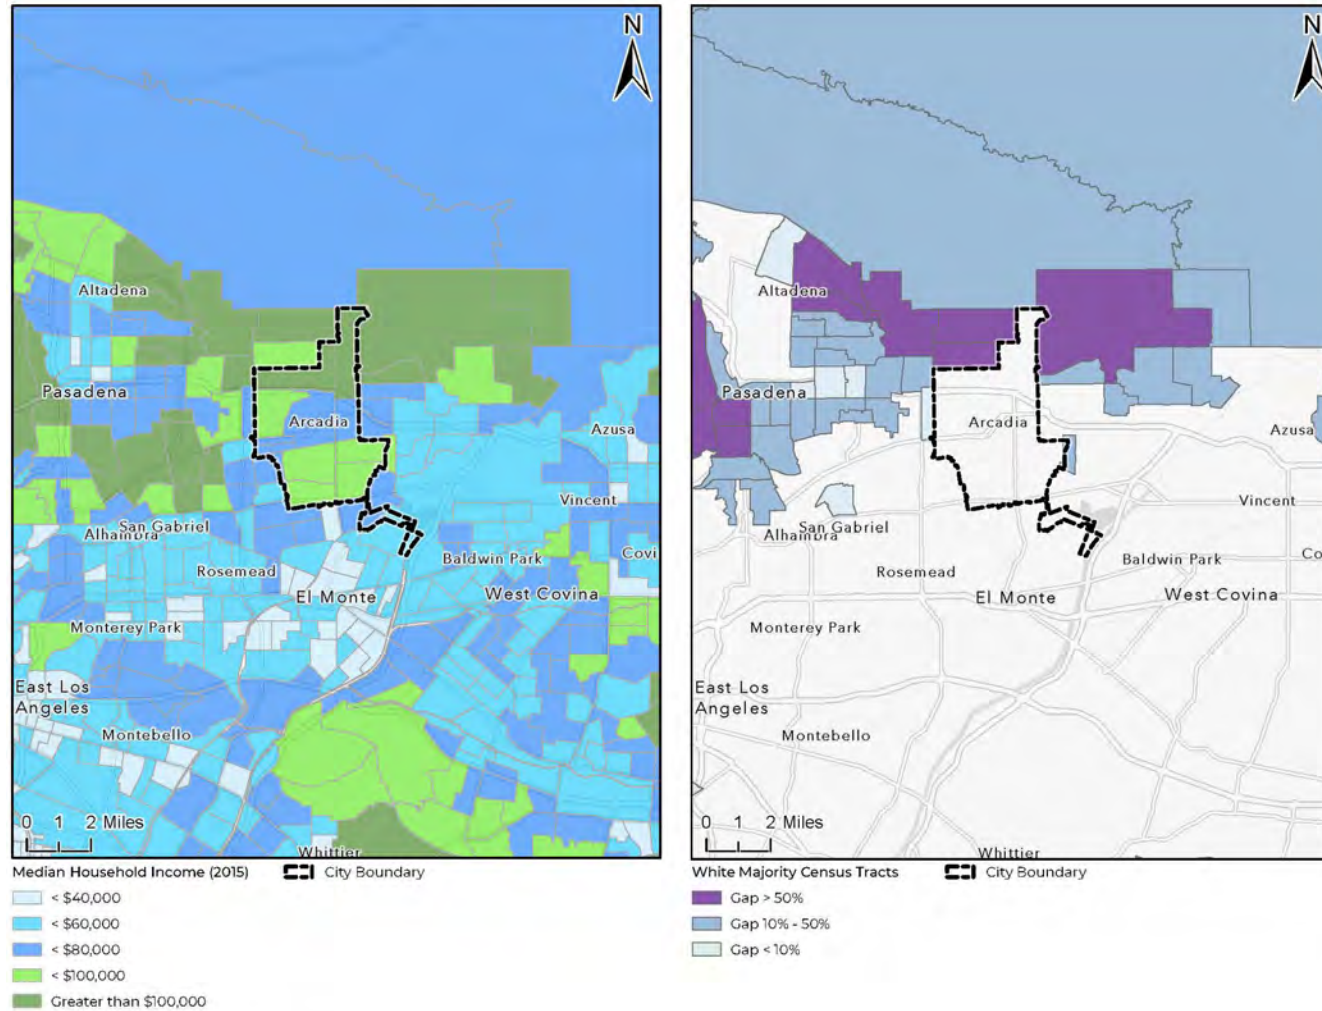 N
Altadena
Pasadena
Arcadia
Azusa
Vincent
San Gabriel
Alhambra
Baldwin Park
Covi
Rosemead
El Monte
West Covina
Monterey Park
East Los
Angeles
Montebello
0 1 2 Miles
Whittier
Median Household Income (2015)
City Boundary
< $40,000
< $60,000
< $80,000
< $100,000
Greater than $100,000
N
Altadena
Pasadena
Arcadia
Azusa
Vincent
San Gabriel
Alhambra
Baldwin Park
Co
Rosemead
El Monte
West Covina
Monterey Park
East Los
Angeles
Montebello
0 1 2 Miles
Whittier
White Majority Census Tracts
City Boundary
Gap > 50%
Gap 10% - 50%
Gap < 10%